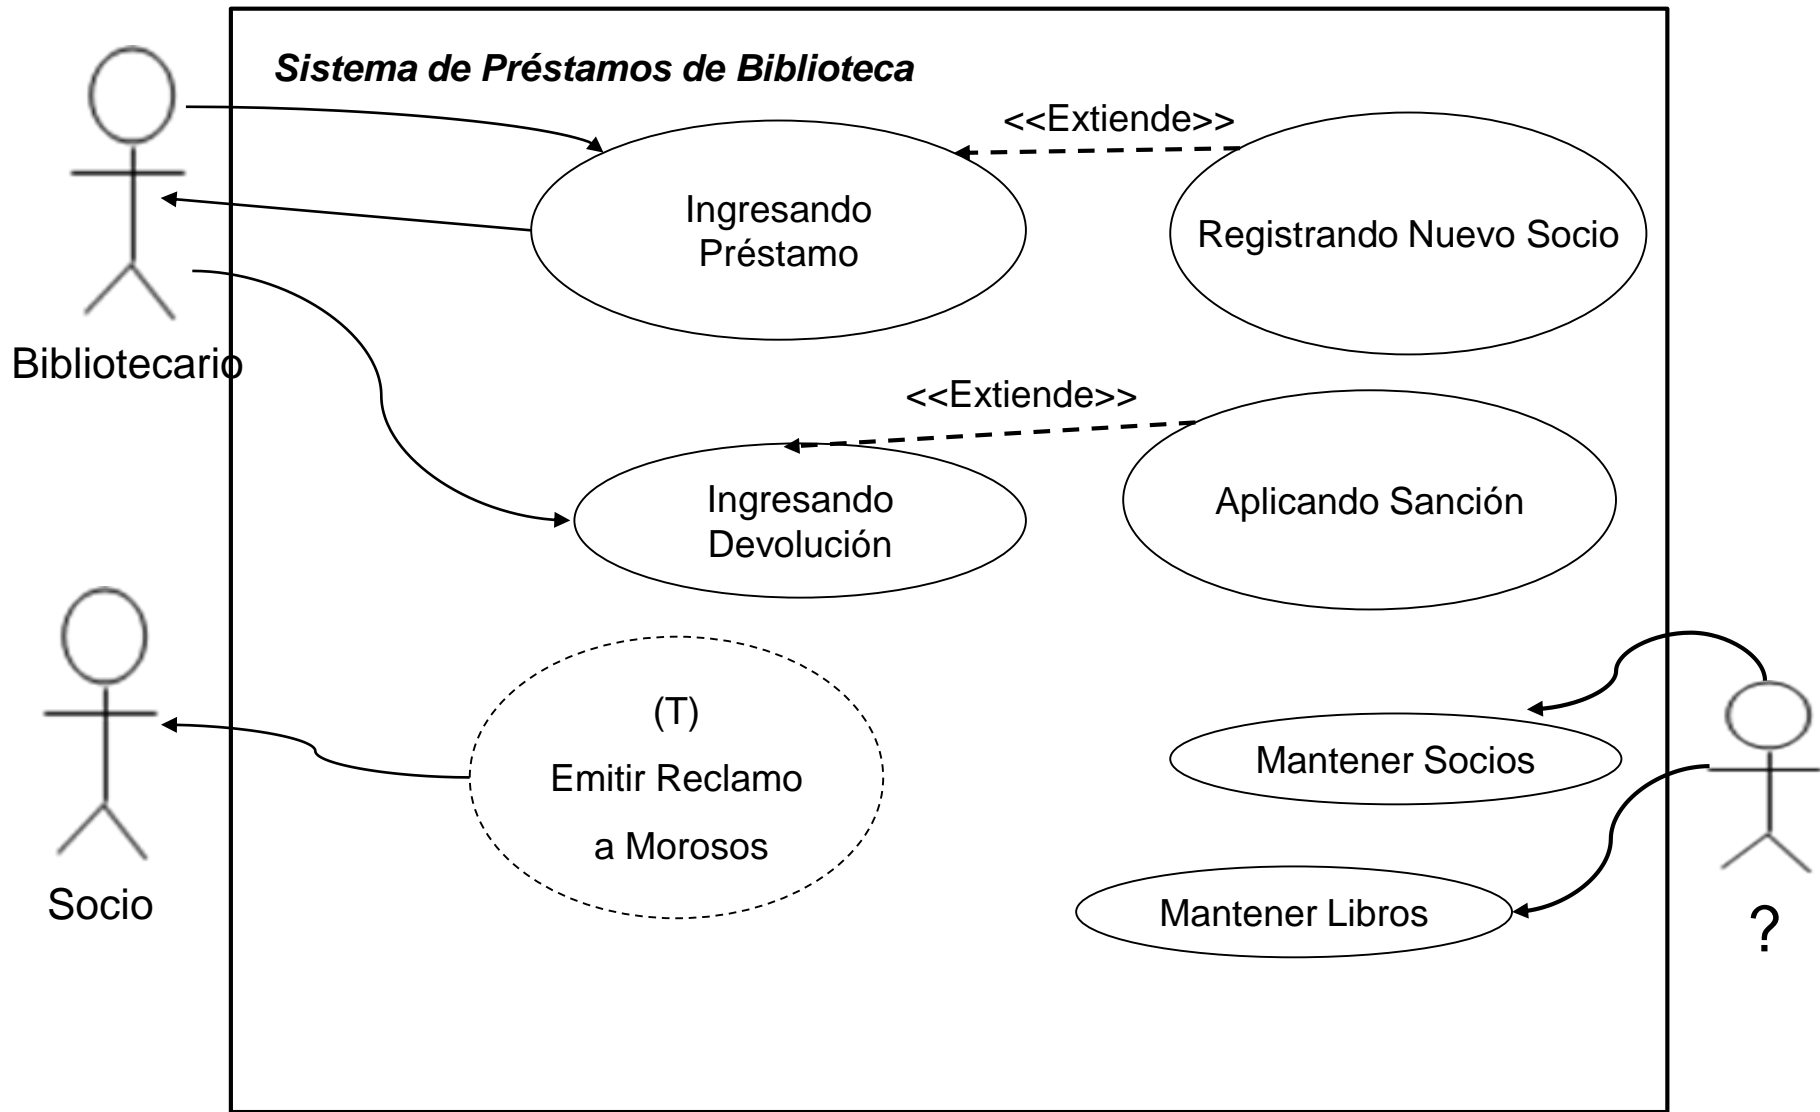 Sistema de Préstamos de Biblioteca
<<Extiende>>
Ingresando
Préstamo
Registrando Nuevo Socio
Bibliotecario
<<Extiende>>
Ingresando
Devolución
Aplicando Sanción
(T)
Emitir Reclamo
a Morosos
Mantener Socios
Socio
Mantener Libros
?